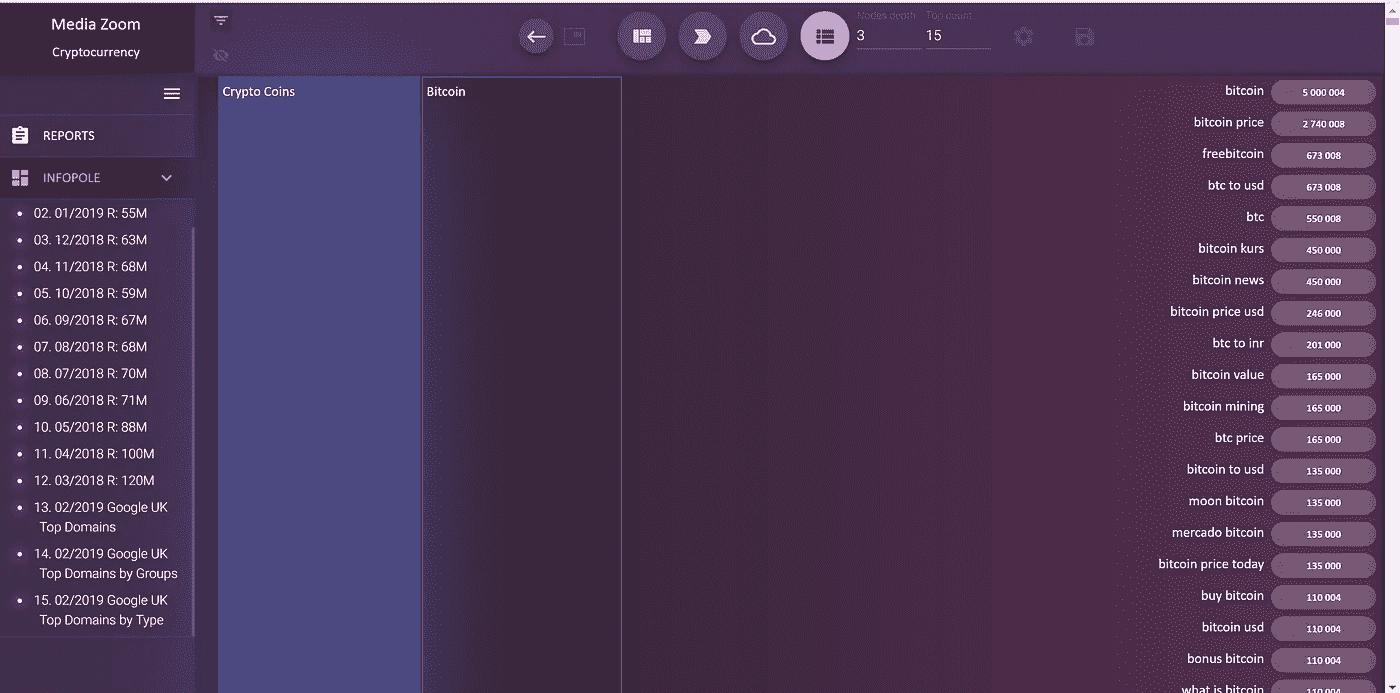 Media Zoom
Cryptocurrency
REPORTS
INFOPOLE
02. 01/2019 R: 55M
03. 12/2018 R: 63M
04. 11/2018 R: 68M
05. 10/2018 R: 59M
06. 09/2018 R: 67M
07. 08/2018 R: 68M
08. 07/2018 R: 70M
09. 06/2018 R: 71M
10. 05/2018 R: 88M
11. 04/2018 R: 100M
12. 03/2018 R: 120M
13. 02/2019 Google UK
Top Domains
14. 02/2019 Google UK
Top Domains by Groups
15. 02/2019 Google UK
Top Domains by Type
Nodes depth Top count
3 15
Crypto Coins
Bitcoin
bitcoin 5 000 004
bitcoin price 2 740 008
freebitcoin 673 008
btc to usd 673 008
btc 550 008
bitcoin kurs 450 000
bitcoin news 450 000
bitcoin price usd 246 000
btc to inr 201 000
bitcoin value 165 000
bitcoin mining 165 000
btc price 165 000
bitcoin to usd 135 000
moon bitcoin 135 000
mercado bitcoin 135 000
bitcoin price today 135 000
buy bitcoin 110 004
bitcoin usd 110 004
bonus bitcoin 110 004
what is bitcoin 110 004